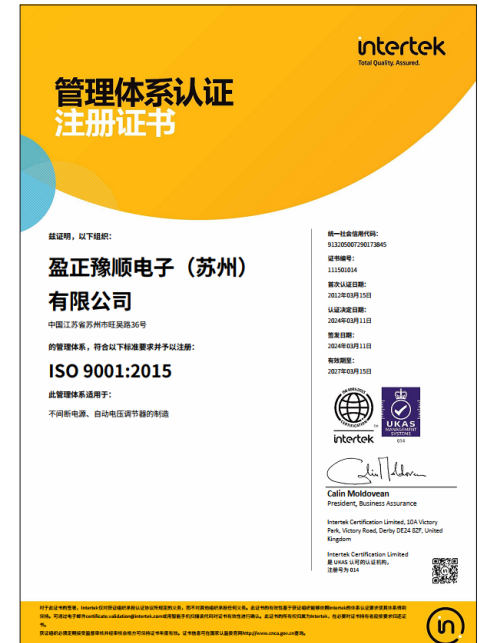 intertek
Total Quality. Assured.
管理体系认证
注册证书
兹证明，以下组织：
盈正豫顺电子（苏州）
有限公司
中国江苏省苏州市旺吴路36号
的管理体系，符合以下标准要求并予以注册：
ISO 9001:2015
此管理体系适用于：
不间断电源、自动电压调节器的制造
统一社会信用代码：
913205007290173845
证书编号：
111501014
首次认证日期：
2012年03月15日
认证决定日期：
2024年03月11日
签发日期：
2024年03月11日
有效期至：
2027年03月15日
intertek
UKAS
MANAGEMENT
SYSTEMS
014
Calin Moldovean
President, Business Assurance
Intertek Certification Limited, 10A Victory
Park, Victory Road, Derby DE24 8ZF, United
Kingdom
Intertek Certification Limited
是 UKAS 认可的认证机构，
注册号为 014
in